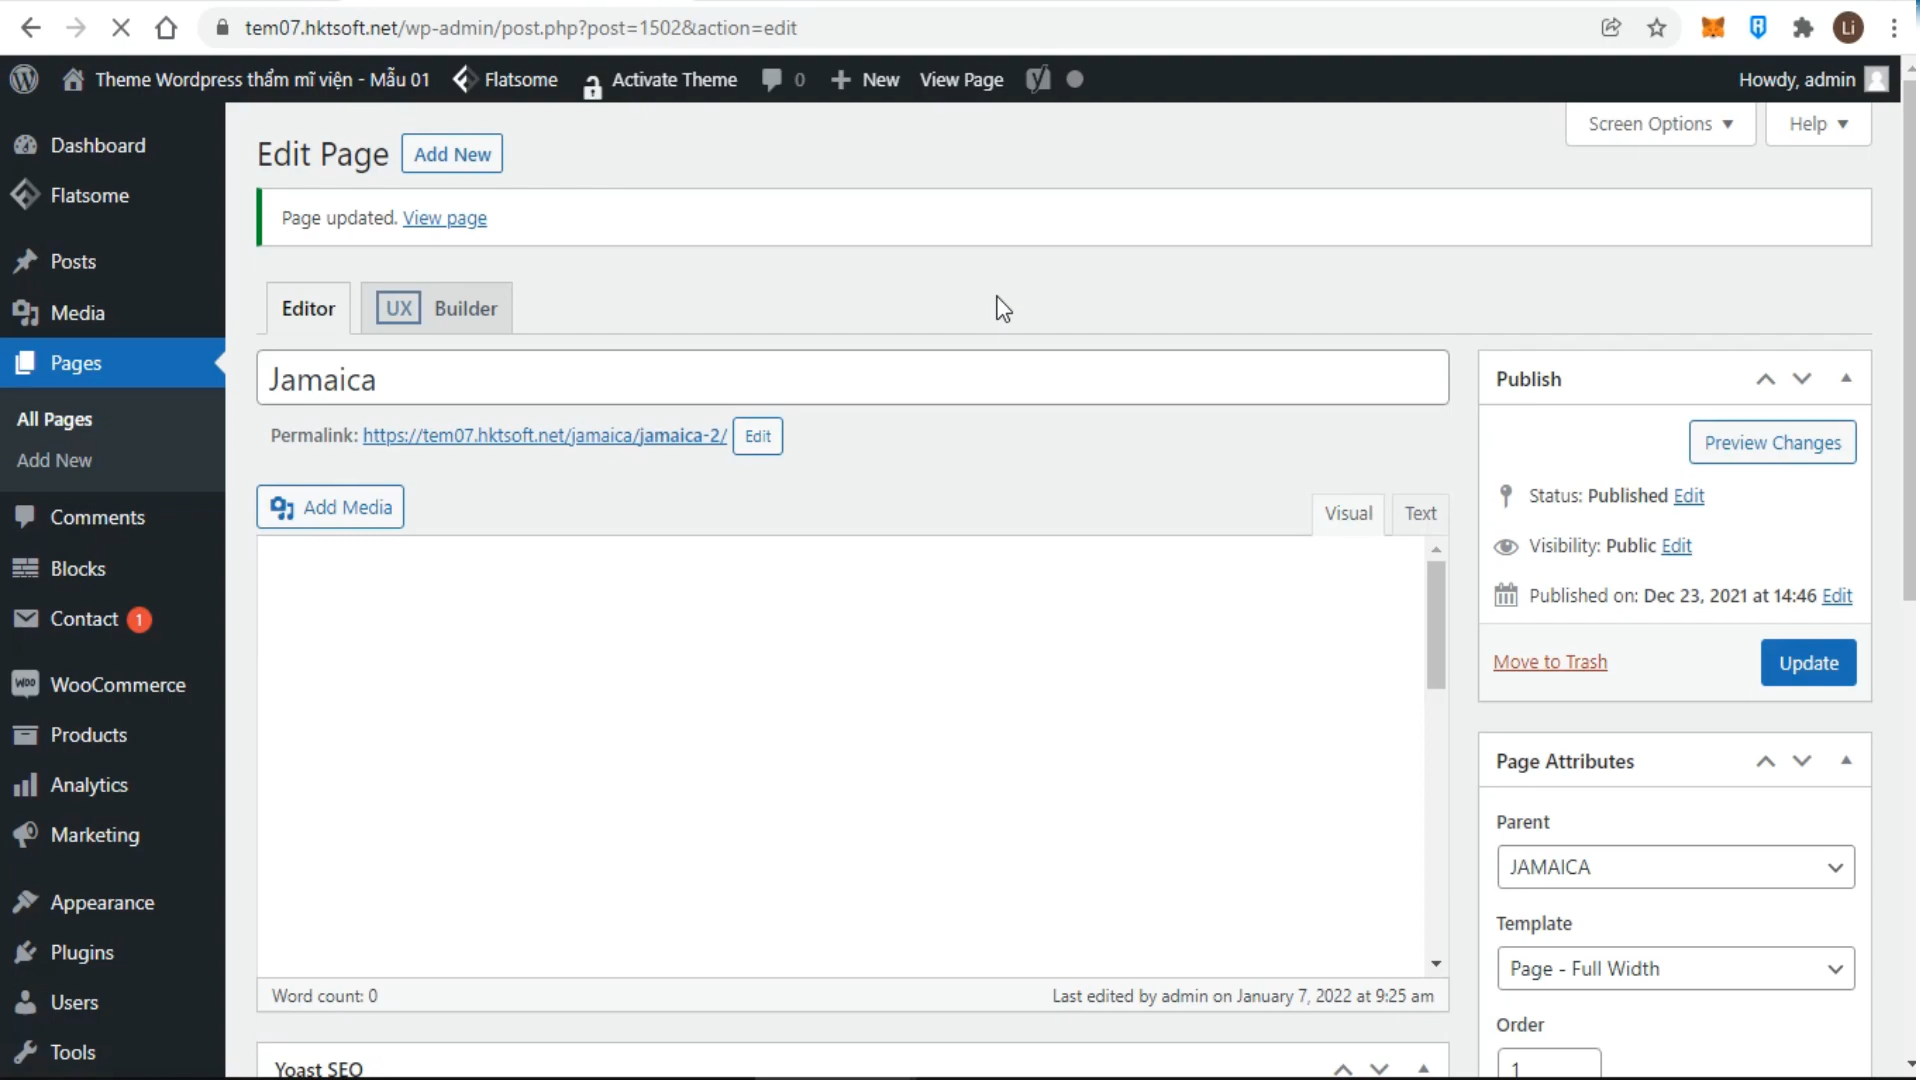 tem07.hktsoft.net/wp-admin/post.php?post=1502&action=edit
Li
Theme Wordpress thẩm mĩ viện - Mẫu 01
Flatsome
Activate Theme
0
New
View Page
Howdy, admin
Dashboard
Flatsome
Posts
Media
Pages
All Pages
Add New
Comments
Blocks
Contact 1
WooCommerce
Products
Analytics
Marketing
Appearance
Plugins
Users
Tools
Screen Options
Help
Edit Page
Add New
Page updated. View page
Editor
UX Builder
Jamaica
Permalink: https://tem07.hktsoft.net/jamaica/jamaica-2/ Edit
Add Media
Visual
Text
Word count: 0
Last edited by admin on January 7, 2022 at 9:25 am
Yoast SEO
Publish
Preview Changes
Status: Published Edit
Visibility: Public Edit
Published on: Dec 23, 2021 at 14:46 Edit
Move to Trash
Update
Page Attributes
Parent
JAMAICA
Template
Page - Full Width
Order
1